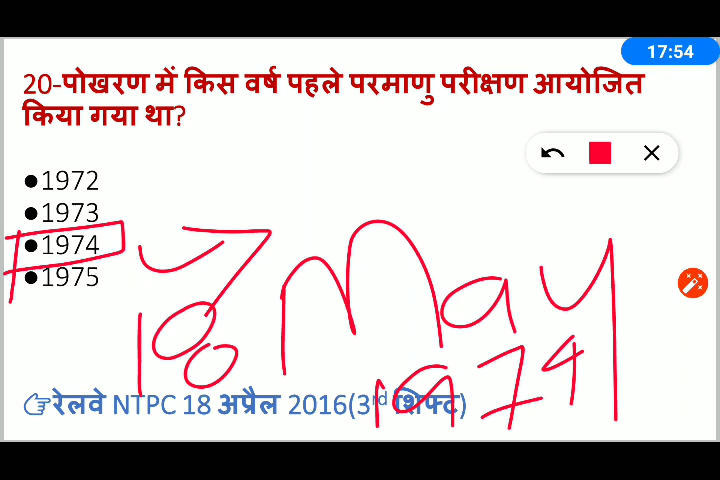 17:54
20-पोखरण में किस वर्ष पहले परमाणु परीक्षण आयोजित
किया गया था?
●1972
●1973
●1974
●1975
18 May
1974
☞रेलवे NTPC 18 अप्रैल 2016(3rd शिफ्ट)